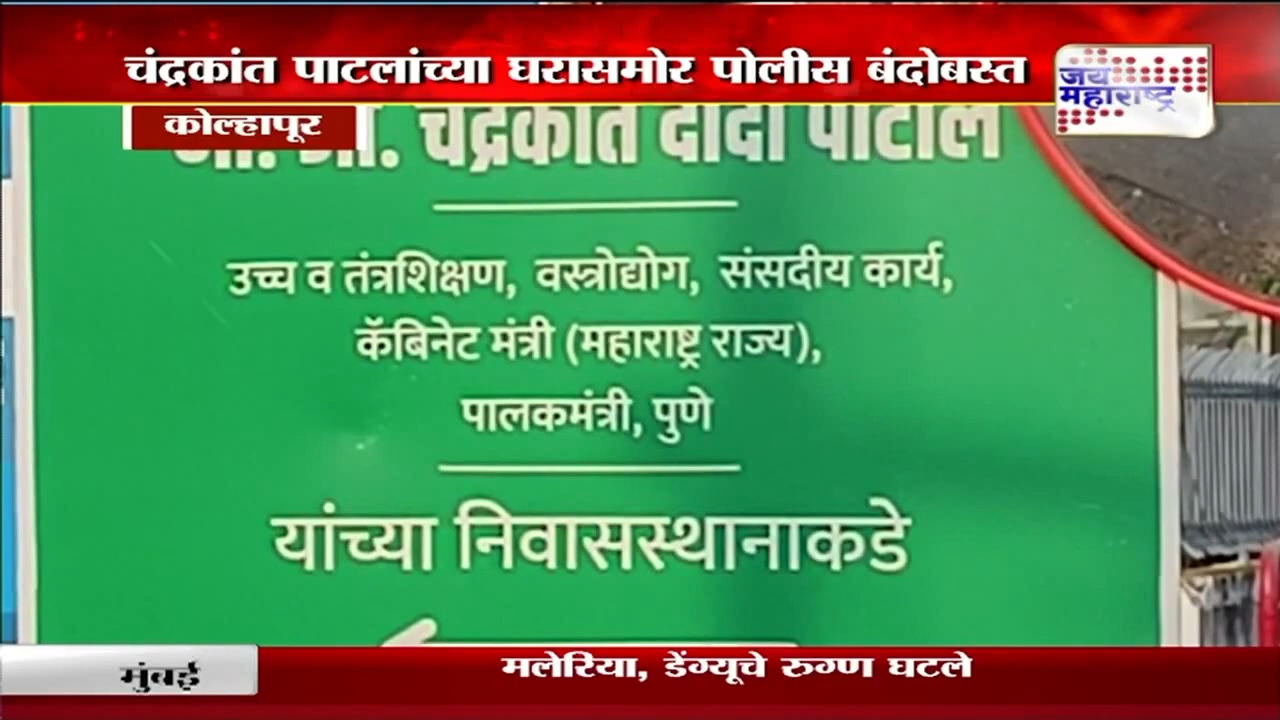 चंद्रकांत पाटलांच्या घरासमोर पोलीस बंदोबस्त
जय
महाराष्ट्र
कोल्हापूर
चंद्रकांत दादा पाटील
उच्च व तंत्रशिक्षण, वस्त्रोद्योग, संसदीय कार्य,
कॅबिनेट मंत्री (महाराष्ट्र राज्य),
पालकमंत्री, पुणे
यांच्या निवासस्थानाकडे
मुंबई
मलेरिया, डेंग्यूचे रुग्ण घटले